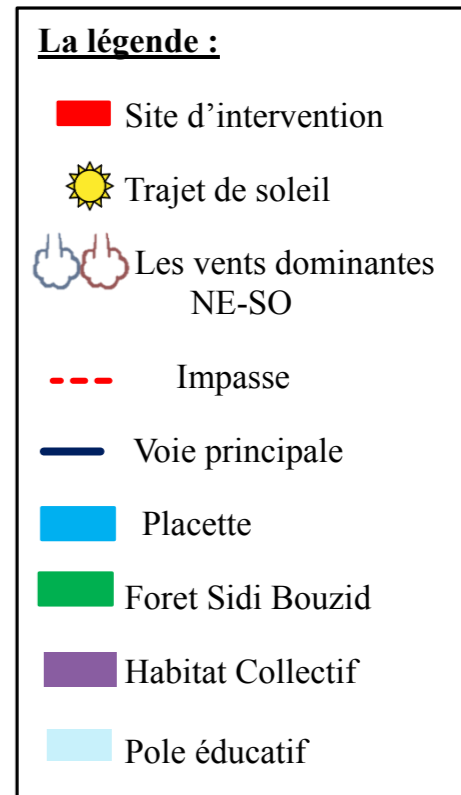 La légende :
Site d’intervention
Trajet de soleil
Les vents dominantes
NE-SO
Impasse
Voie principale
Placette
Foret Sidi Bouzid
Habitat Collectif
Pole éducatif